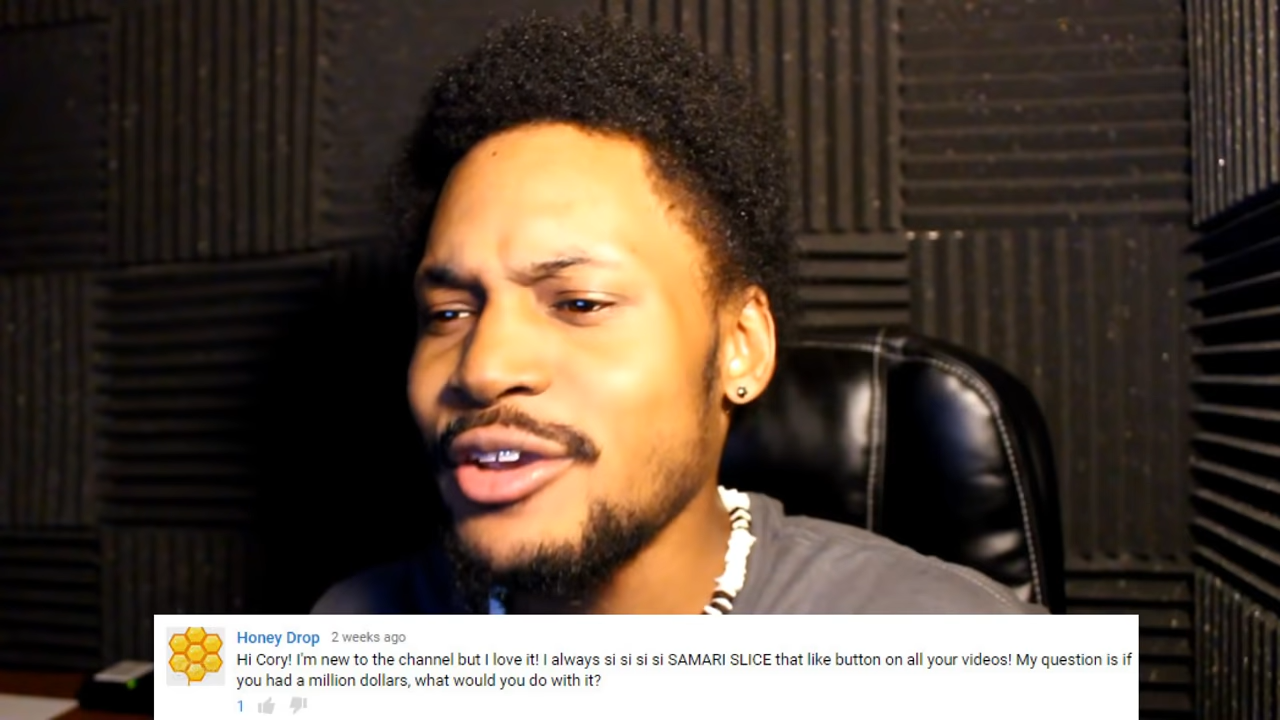 Honey Drop 2 weeks ago
Hi Cory! I'm new to the channel but I love it! I always si si si si SAMARI SLICE that like button on all your videos! My question is if
you had a million dollars, what would you do with it?
1